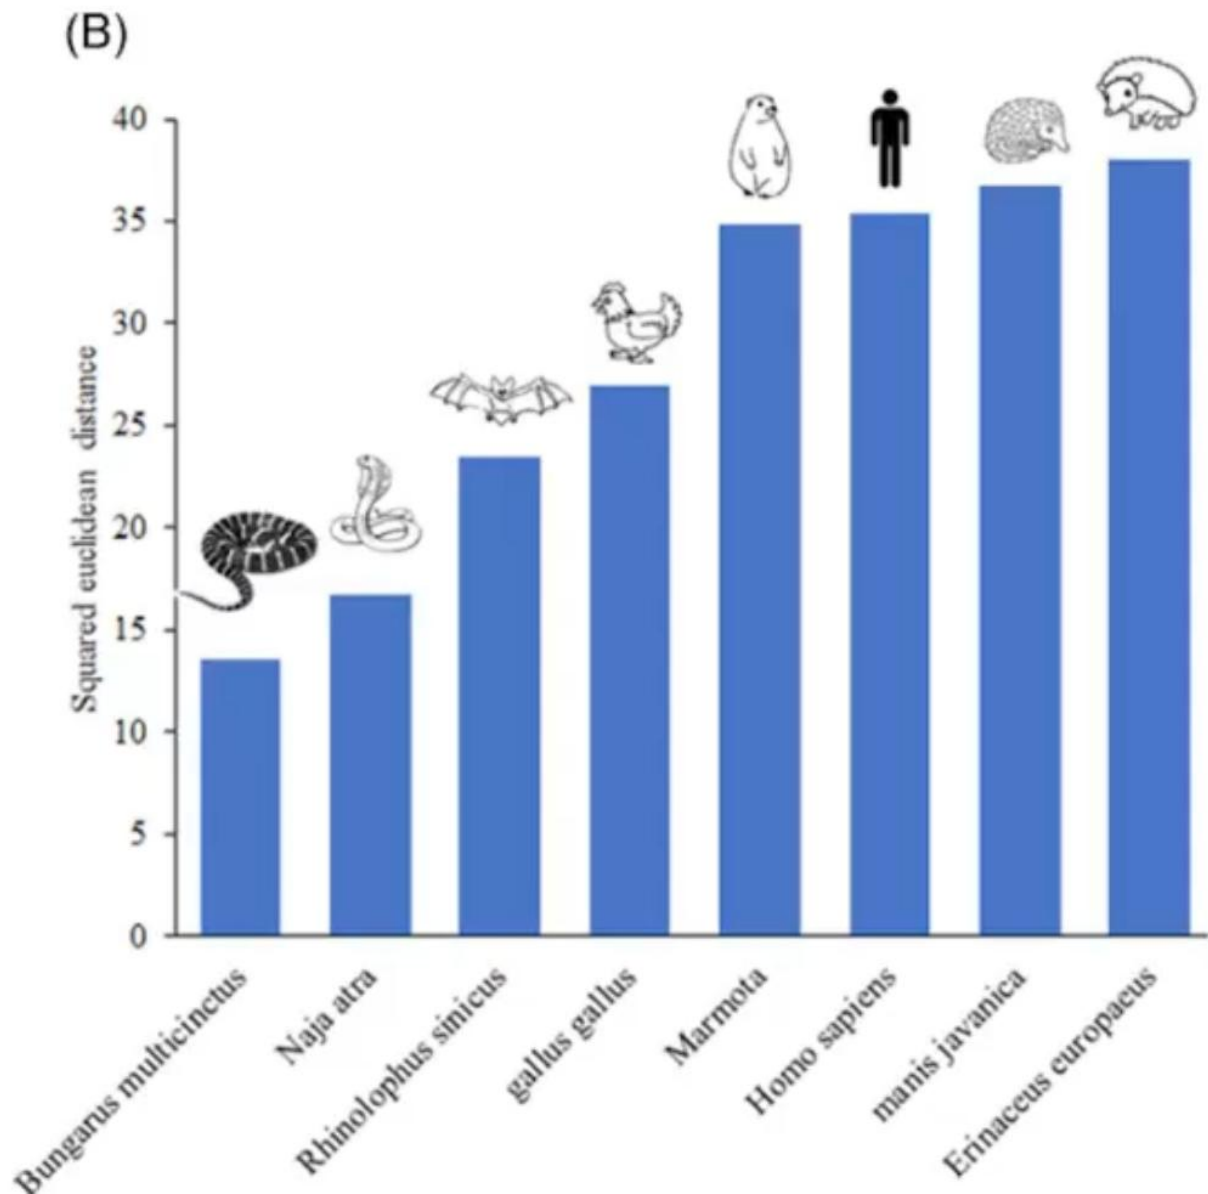 (B)
40
35
30
25
20
15
10
5
0
Squared euclidean distance
Bungarus multicinctus
Naja atra
Rhinolophus sinicus
gallus gallus
Marmota
Homo sapiens
manis javanica
Erinaceus europaeus